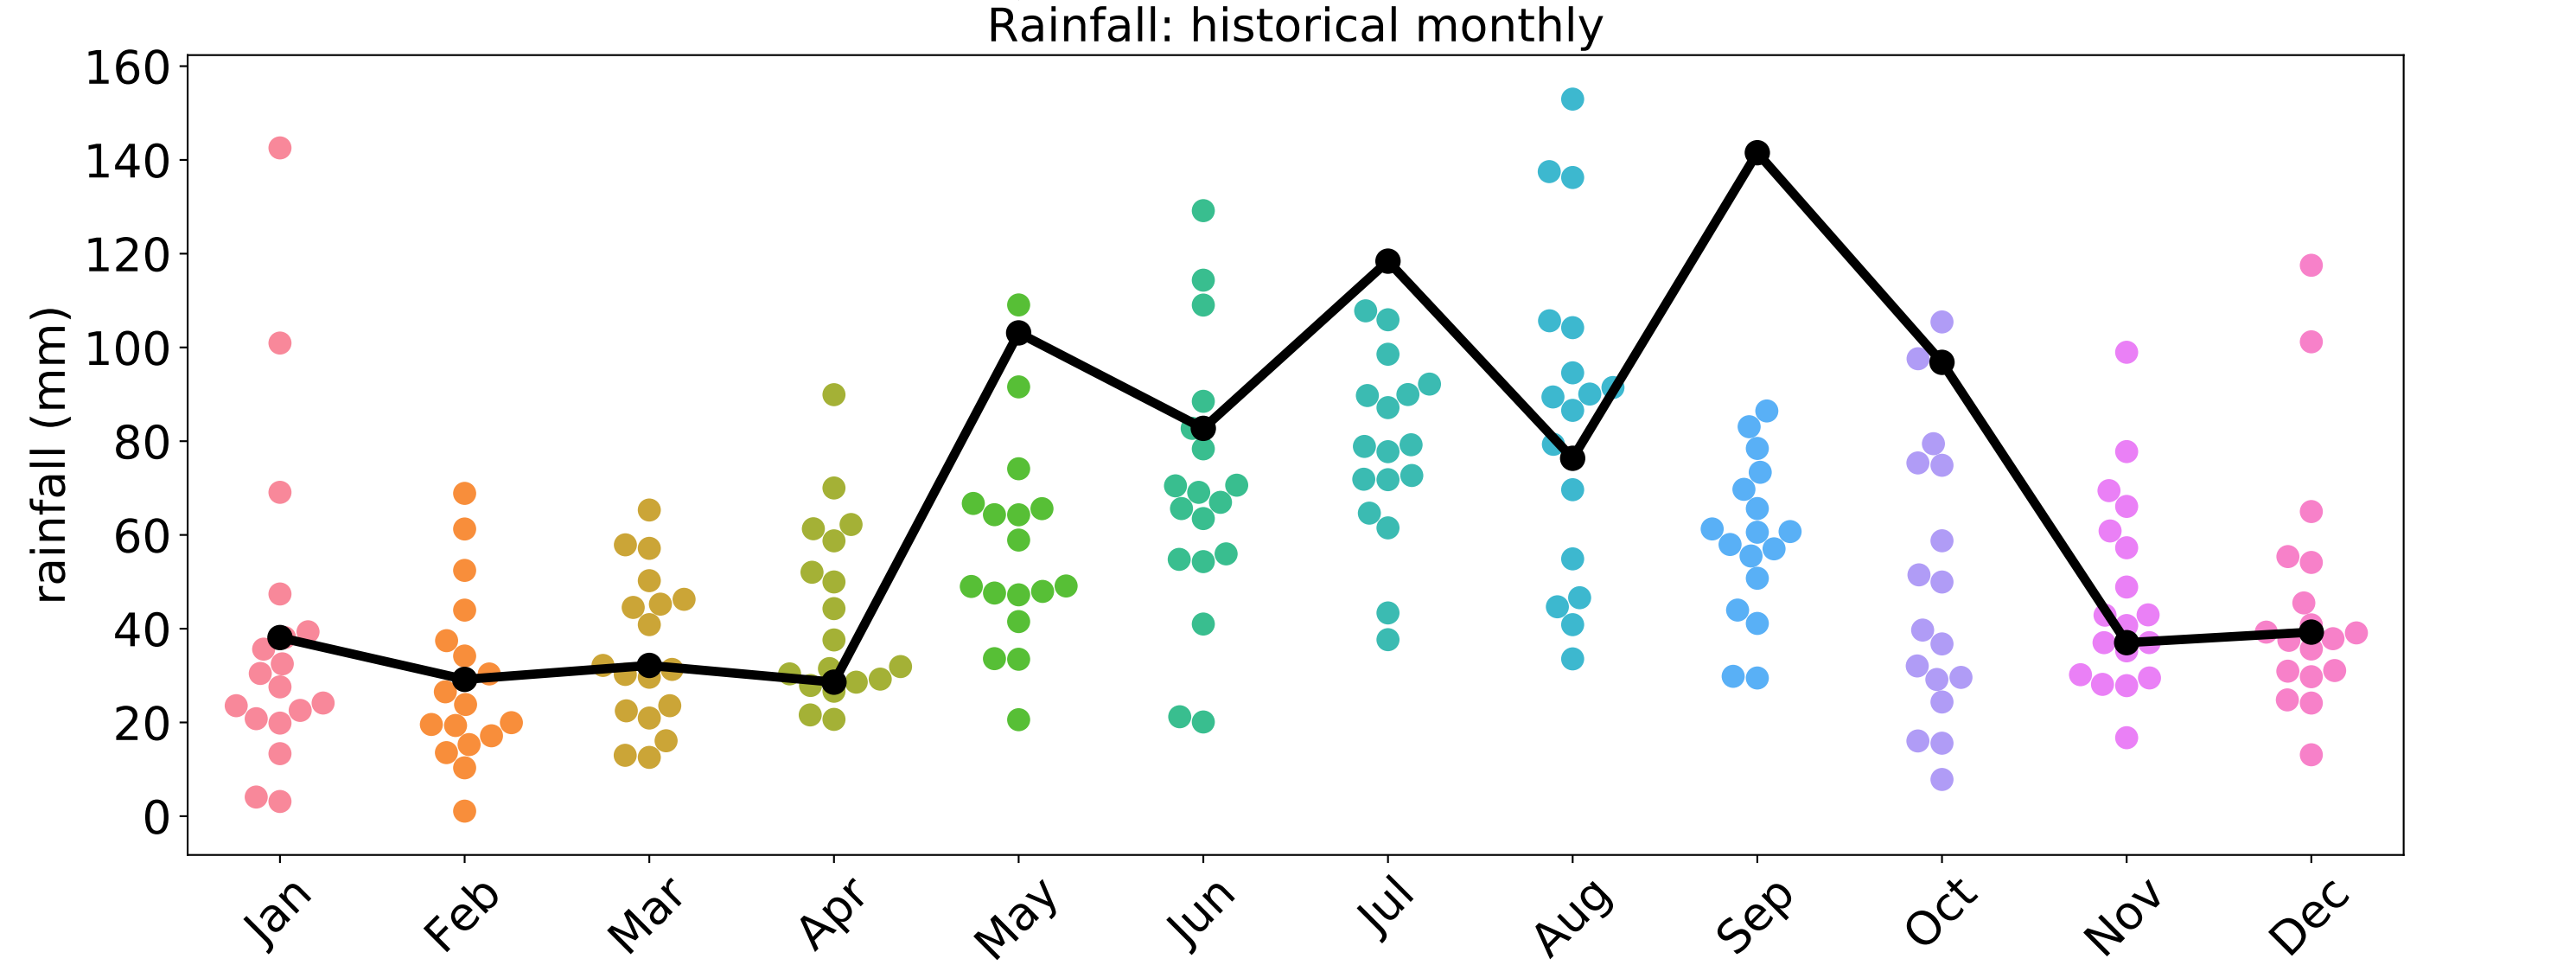 Rainfall: historical monthly
160
140
120
100
80
60
40
20
0
rainfall (mm)
Jan
Feb
Mar
Apr
May
Jun
Jul
Aug
Sep
Oct
Nov
Dec